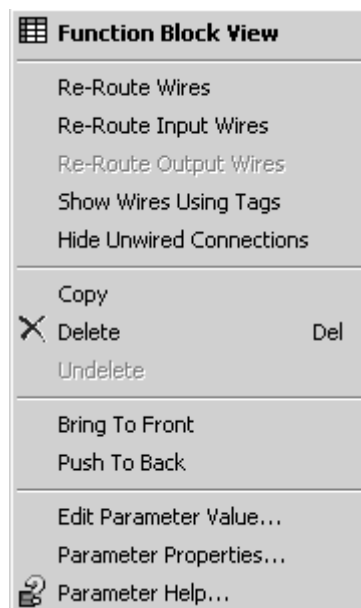 Function Block View
Re-Route Wires
Re-Route Input Wires
Re-Route Output Wires
Show Wires Using Tags
Hide Unwired Connections
Copy
Delete Del
Undelete
Bring To Front
Push To Back
Edit Parameter Value...
Parameter Properties...
Parameter Help...